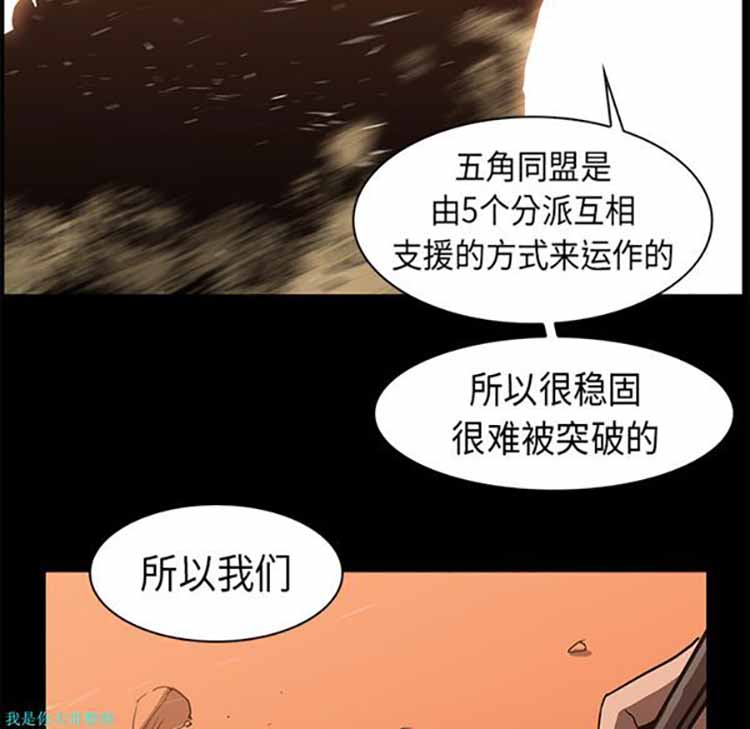 五角同盟是
由5个分派互相
支援的方式来运作的
所以很稳固
很难被突破的
所以我们